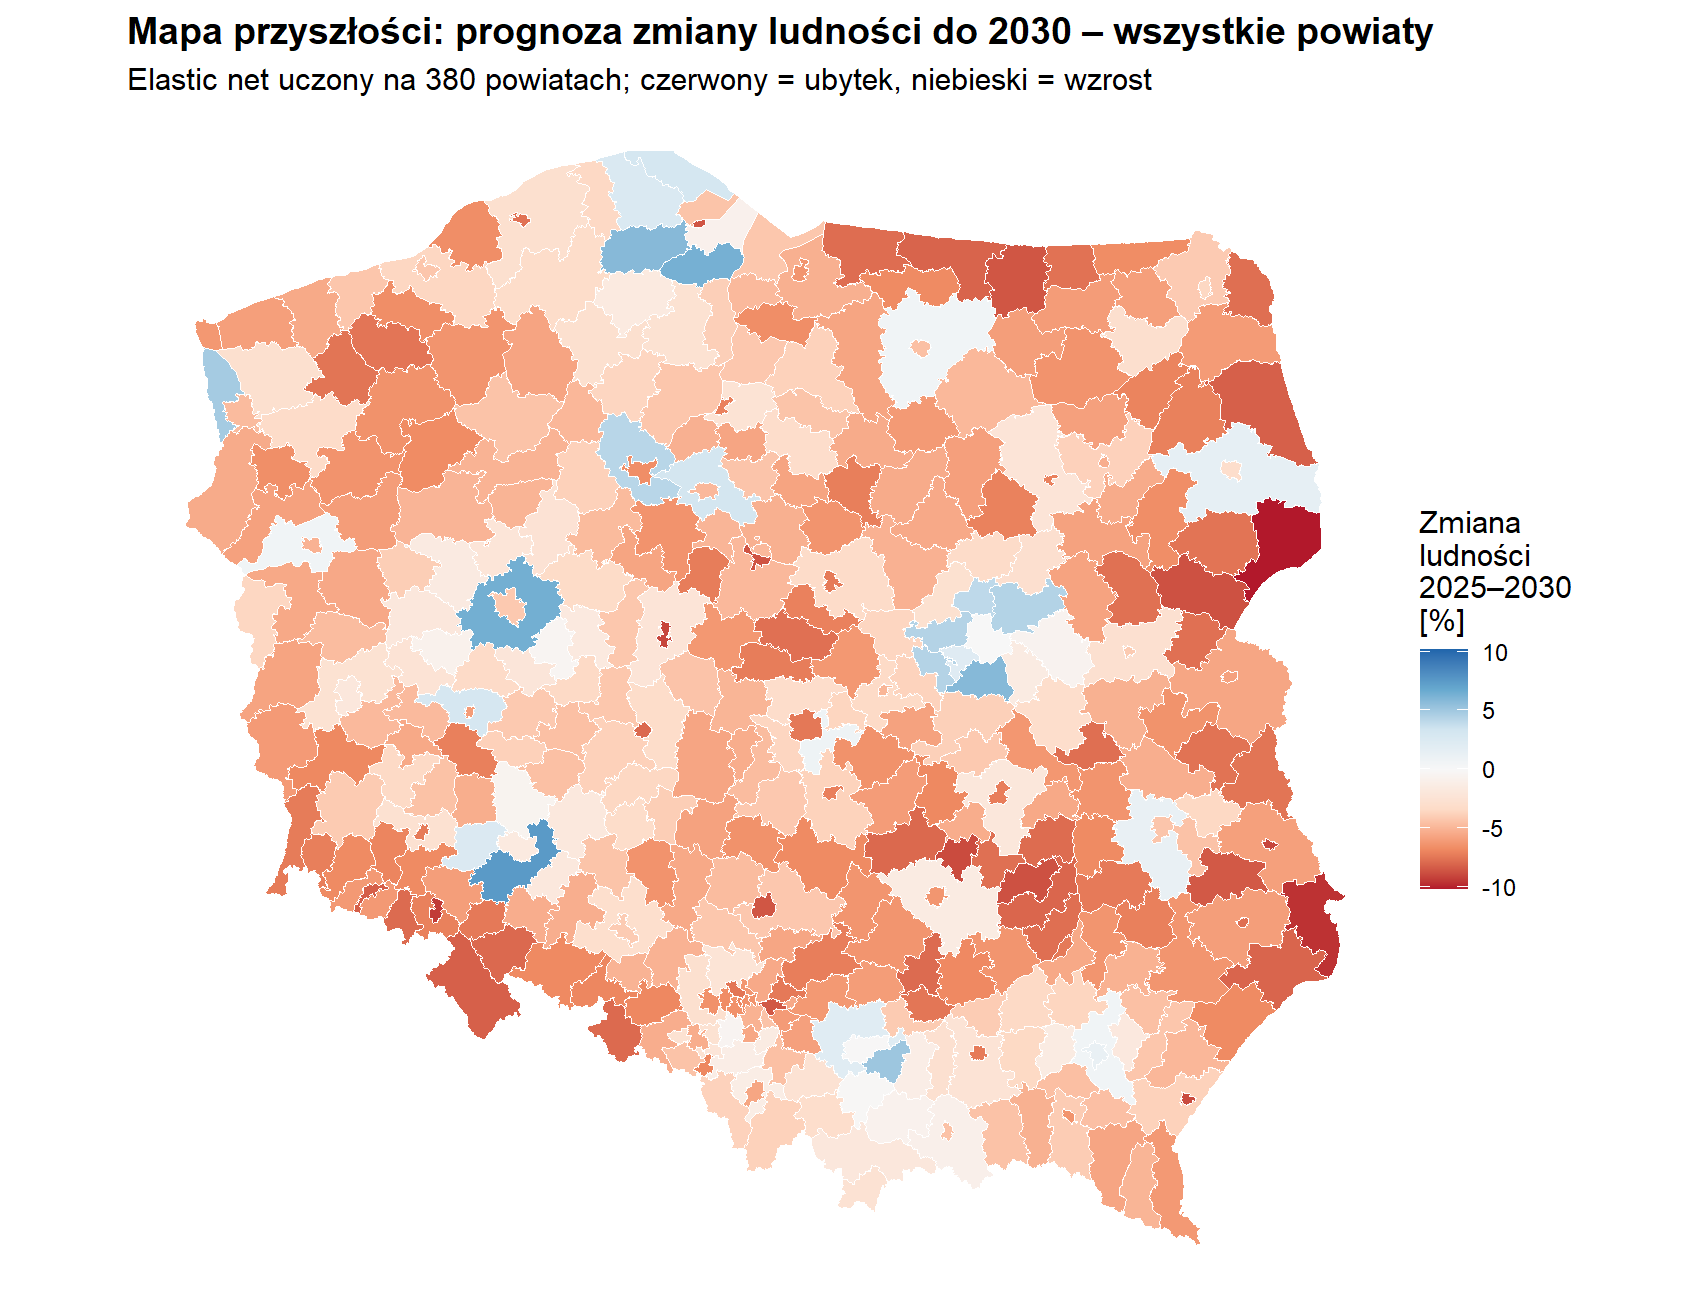 Mapa przyszłości: prognoza zmiany ludności do 2030 – wszystkie powiaty
Elastic net uczony na 380 powiatach; czerwony = ubytek, niebieski = wzrost
Zmiana
ludności
2025–2030
[%]
10
5
0
-5
-10